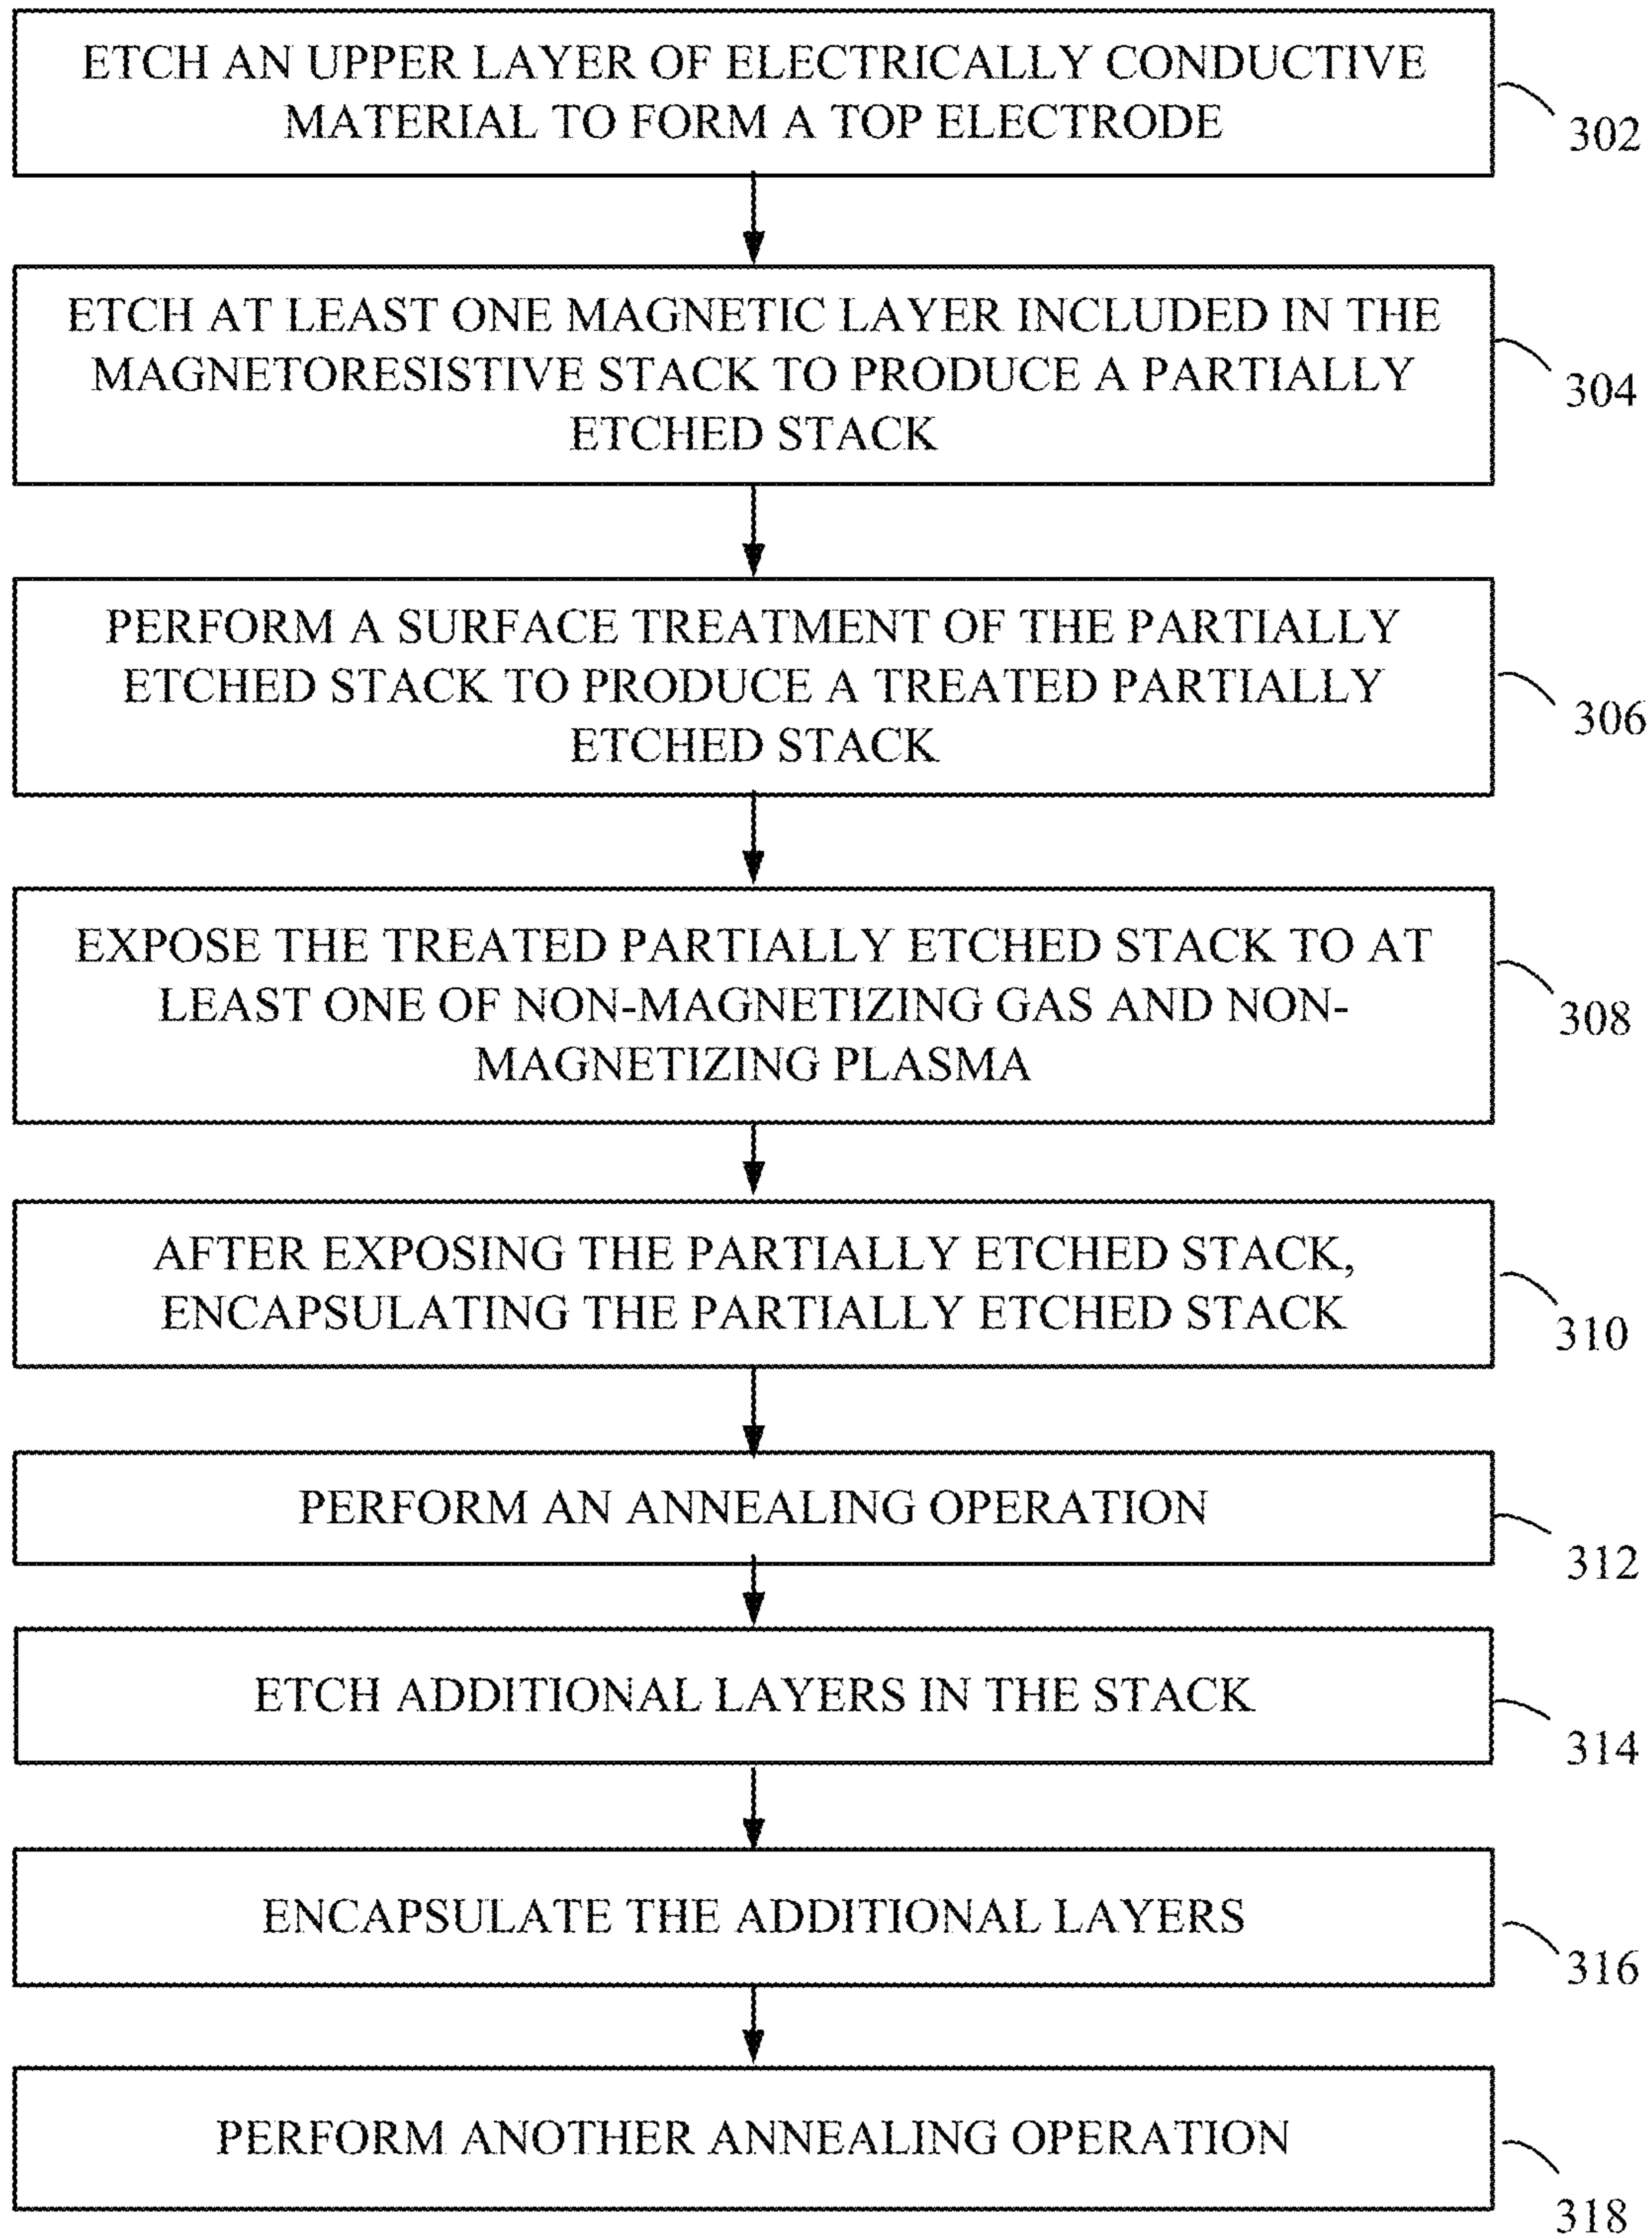 ETCH AN UPPER LAYER OF ELECTRICALLY CONDUCTIVE
MATERIAL TO FORM A TOP ELECTRODE
302
ETCH AT LEAST ONE MAGNETIC LAYER INCLUDED IN THE
MAGNETORESISTIVE STACK TO PRODUCE A PARTIALLY
ETCHED STACK
304
PERFORM A SURFACE TREATMENT OF THE PARTIALLY
ETCHED STACK TO PRODUCE A TREATED PARTIALLY
ETCHED STACK
306
EXPOSE THE TREATED PARTIALLY ETCHED STACK TO AT
LEAST ONE OF NON-MAGNETIZING GAS AND NON-
MAGNETIZING PLASMA
308
AFTER EXPOSING THE PARTIALLY ETCHED STACK,
ENCAPSULATING THE PARTIALLY ETCHED STACK
310
PERFORM AN ANNEALING OPERATION
312
ETCH ADDITIONAL LAYERS IN THE STACK
314
ENCAPSULATE THE ADDITIONAL LAYERS
316
PERFORM ANOTHER ANNEALING OPERATION
318